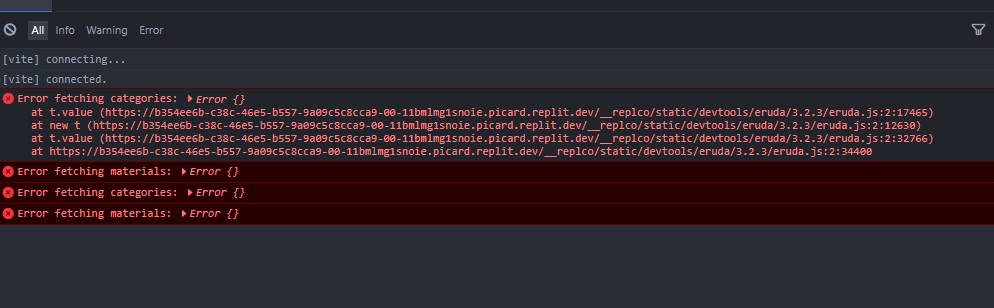 All Info Warning Error
[vite] connecting...
[vite] connected.
Error fetching categories: Error {}
at t.value (https://b354ee6b-c38c-46e5-b557-9a09c5c8cca9-00-11bmlmg1snoie.picard.replit.dev/__replco/static/devtools/eruda/3.2.3/eruda.js:2:17465)
at new t (https://b354ee6b-c38c-46e5-b557-9a09c5c8cca9-00-11bmlmg1snoie.picard.replit.dev/__replco/static/devtools/eruda/3.2.3/eruda.js:2:12630)
at t.value (https://b354ee6b-c38c-46e5-b557-9a09c5c8cca9-00-11bmlmg1snoie.picard.replit.dev/__replco/static/devtools/eruda/3.2.3/eruda.js:2:32766)
at https://b354ee6b-c38c-46e5-b557-9a09c5c8cca9-00-11bmlmg1snoie.picard.replit.dev/__replco/static/devtools/eruda/3.2.3/eruda.js:2:34400
Error fetching materials: Error {}
Error fetching categories: Error {}
Error fetching materials: Error {}